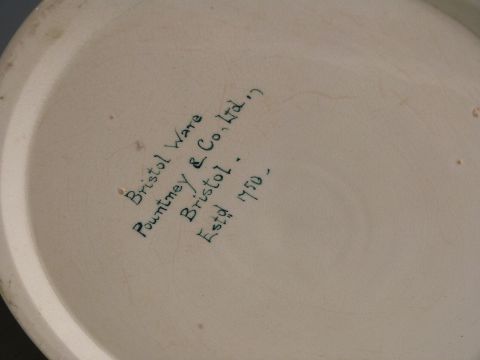 Bristol Ware
Pountney & Co, Ltd.,
Bristol.
Estd. 1750.